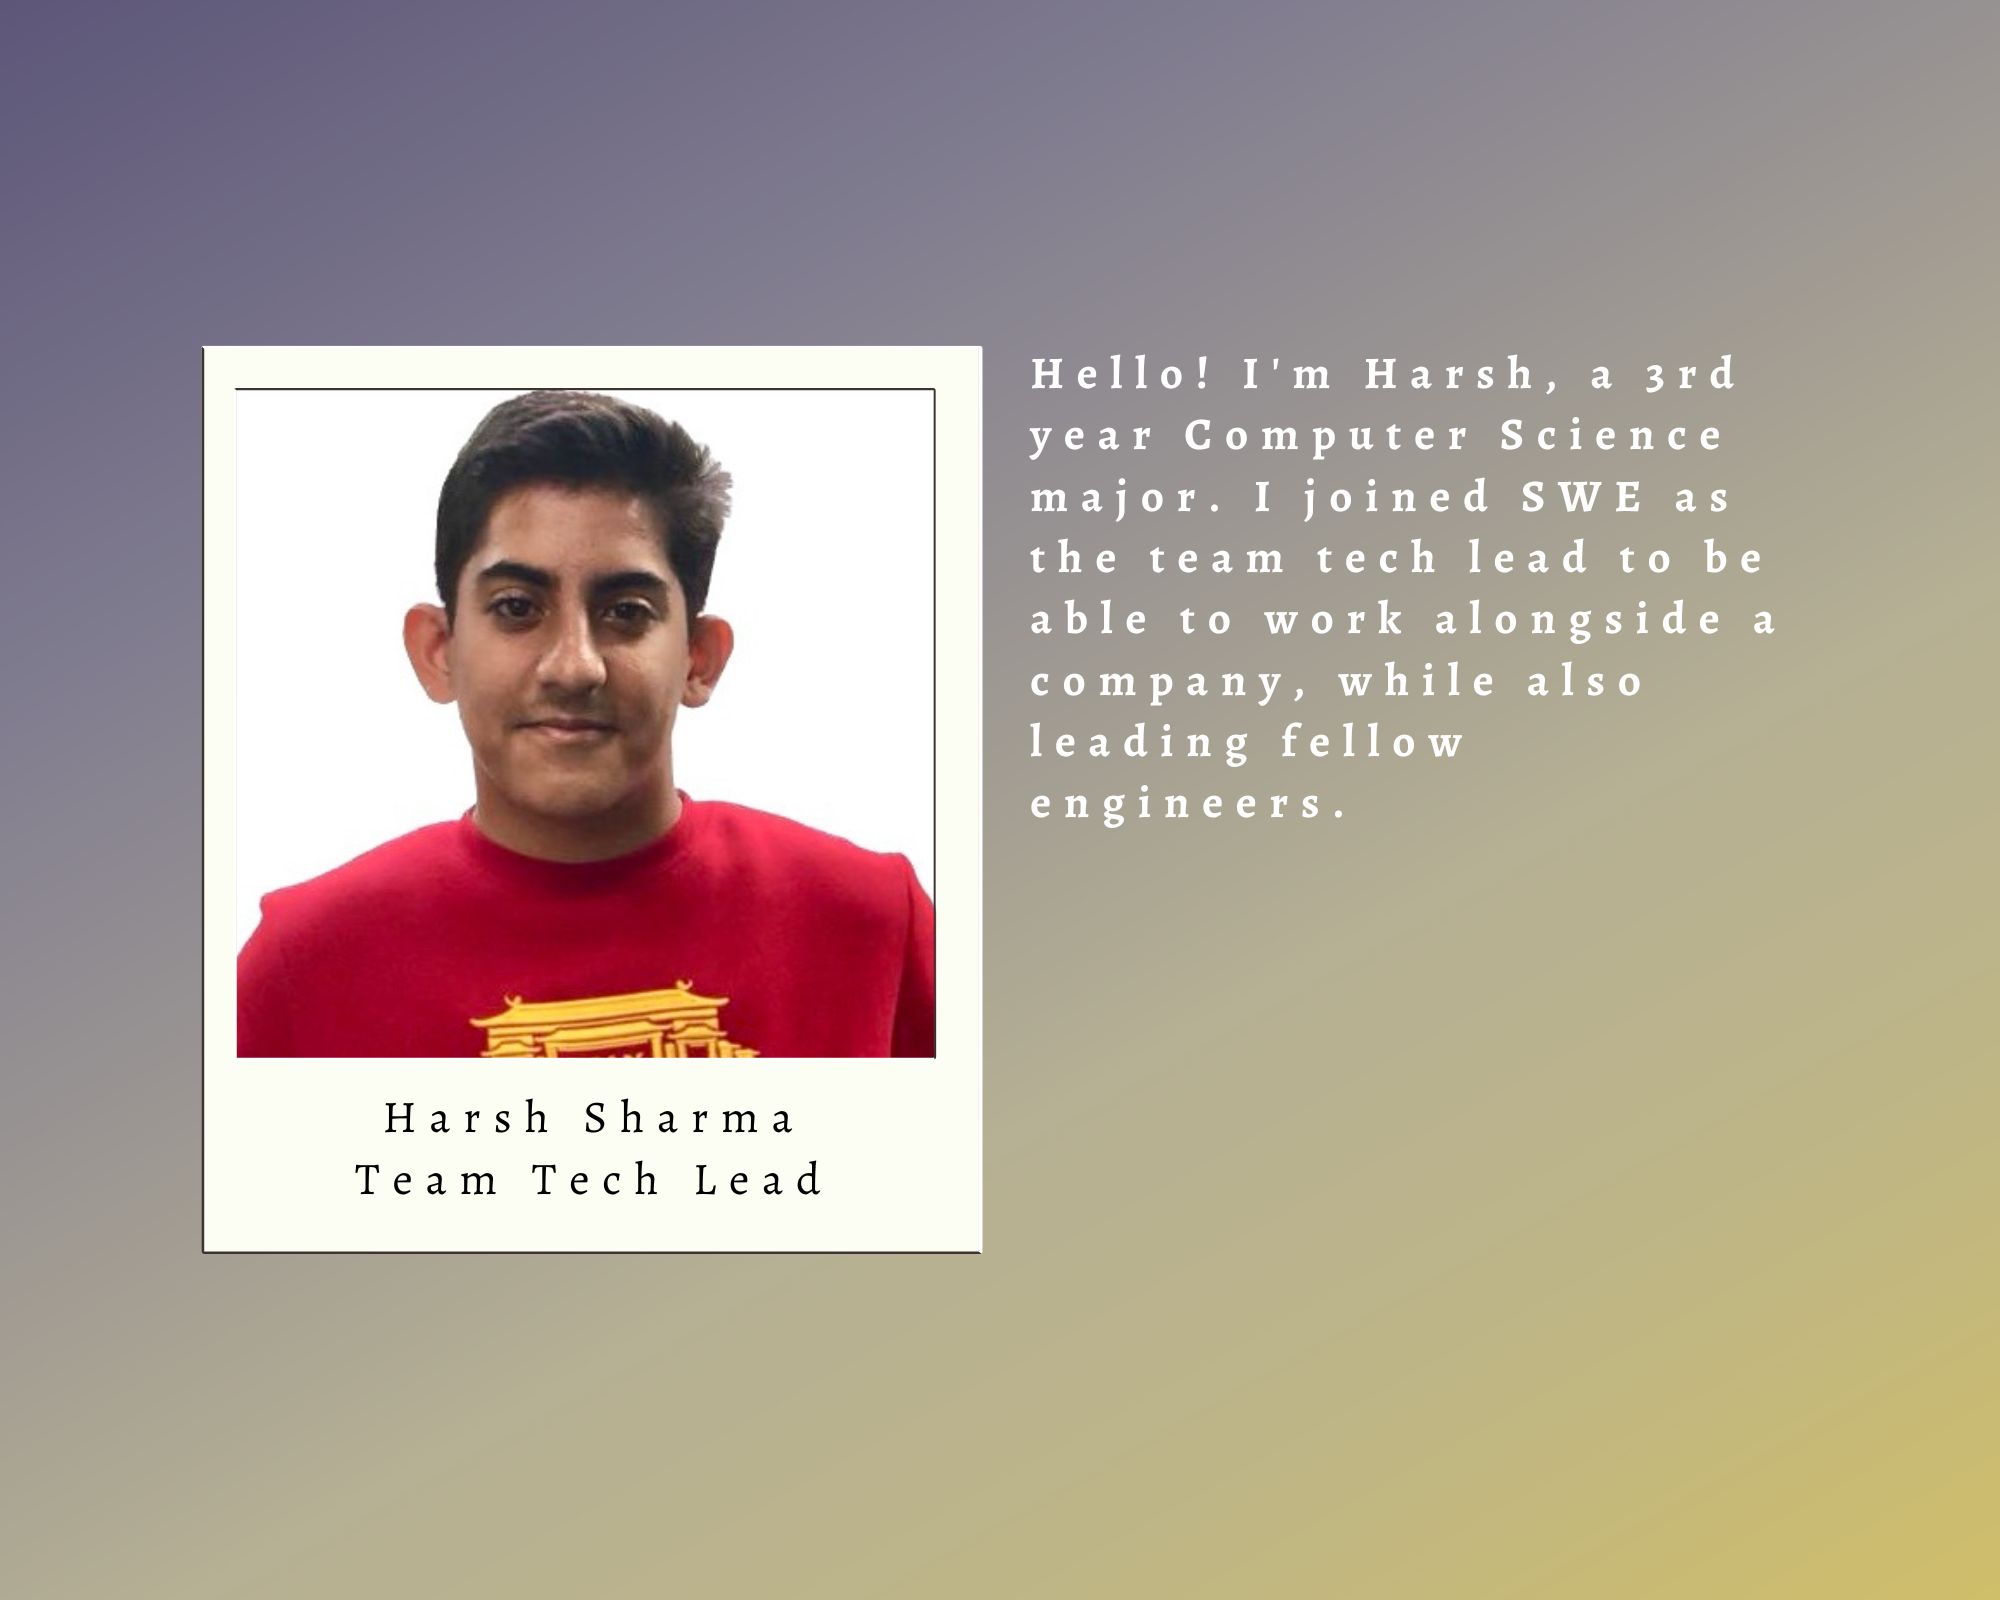 Hello! I'm Harsh, a 3rd
year Computer Science
major. I joined SWE as
the team tech lead to be
able to work alongside a
company, while also
leading fellow
engineers.
Harsh Sharma
Team Tech Lead